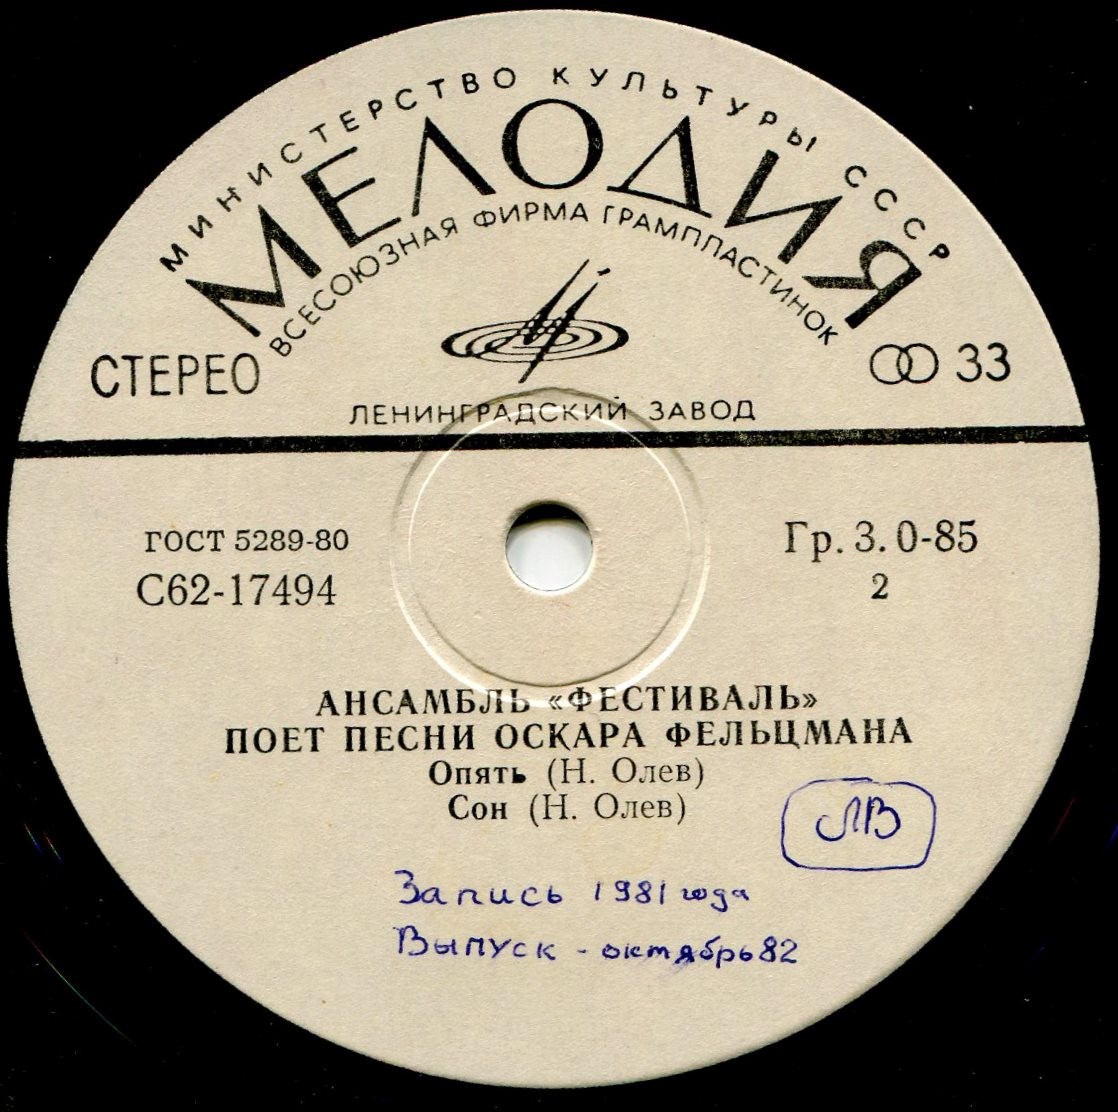 МИНИСТЕРСТВО КУЛЬТУРЫ СССР
МЕЛОДИЯ
ВСЕСОЮЗНАЯ ФИРМА ГРАМПЛАСТИНОК
СТЕРЕО
33
ЛЕНИНГРАДСКИЙ ЗАВОД
ГОСТ 5289-80
Гр. 3. 0-85
С62-17494
2
АНСАМБЛЬ «ФЕСТИВАЛЬ»
ПОЕТ ПЕСНИ ОСКАРА ФЕЛЬЦМАНА
Опять (Н. Олев)
Сон (Н. Олев)
ЛВ
Запись 1981 года
Выпуск - октябрь 82